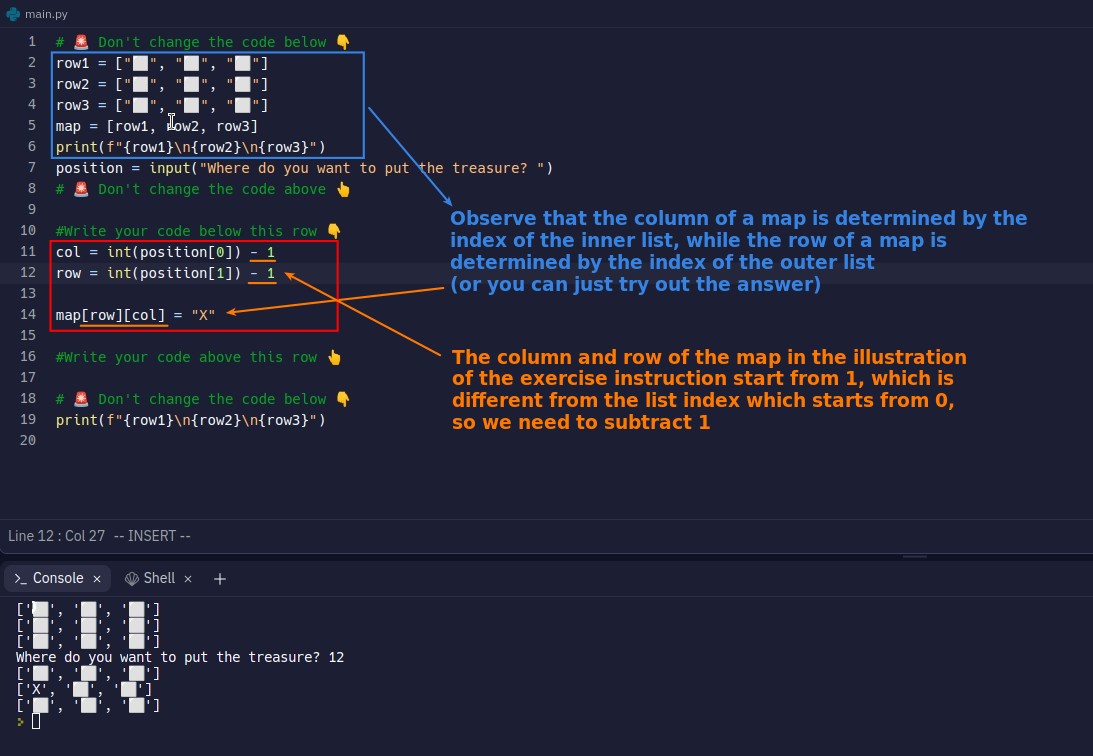 main.py
1 # 🚨 Don't change the code below 👇
2 row1 = ["⬜️", "⬜️", "⬜️"]
3 row2 = ["⬜️", "⬜️", "⬜️"]
4 row3 = ["⬜️", "⬜️", "⬜️"]
5 map = [row1, row2, row3]
6 print(f"{row1}\n{row2}\n{row3}")
7 position = input("Where do you want to put the treasure? ")
8 # 🚨 Don't change the code above 👆
9
10 #Write your code below this row 👇
11 col = int(position[0]) - 1
12 row = int(position[1]) - 1
13
14 map[row][col] = "X"
15
16 #Write your code above this row 👆
17
18 # 🚨 Don't change the code below 👇
19 print(f"{row1}\n{row2}\n{row3}")
20
Observe that the column of a map is determined by the
index of the inner list, while the row of a map is
determined by the index of the outer list
(or you can just try out the answer)
The column and row of the map in the illustration
of the exercise instruction start from 1, which is
different from the list index which starts from 0,
so we need to subtract 1
Line 12 : Col 27 -- INSERT --
>_ Console × Shell × +
['⬜️', '⬜️', '⬜️']
['⬜️', '⬜️', '⬜️']
['⬜️', '⬜️', '⬜️']
Where do you want to put the treasure? 12
['⬜️', '⬜️', '⬜️']
['X', '⬜️', '⬜️']
['⬜️', '⬜️', '⬜️']